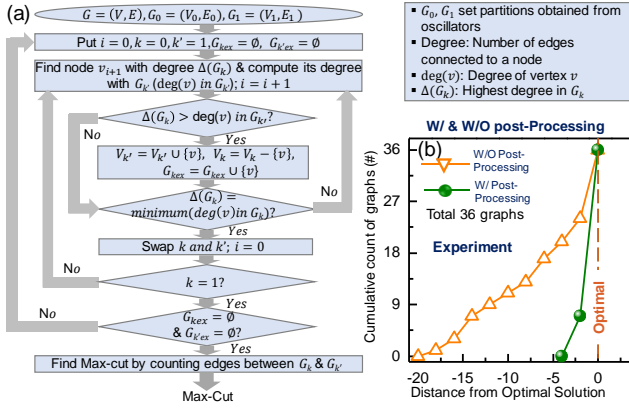 (a)
G = (V, E), G₀ = (V₀, E₀), G₁ = (V₁, E₁)
Put i = 0, k = 0, k' = 1, G_kex = ∅, G_k'ex = ∅
Find node v_{i+1} with degree Δ(G_k) & compute its degree
with G_k' (deg(v) in G_k'); i = i + 1
Δ(G_k) > deg(v) in G_k'?
No
Yes
V_k' = V_k' ∪ {v}, V_k = V_k − {v},
G_kex = G_kex ∪ {v}
Δ(G_k) =
minimum(deg(v)in G_k)?
No
Yes
Swap k and k'; i = 0
k = 1?
No
Yes
G_kex = ∅
& G_k'ex = ∅?
No
Yes
Find Max-cut by counting edges between G_k & G_k'
Max-Cut
▪ G₀, G₁ set partitions obtained from
oscillators
▪ Degree: Number of edges
connected to a node
▪ deg(v): Degree of vertex v
▪ Δ(G_k): Highest degree in G_k
W/ & W/O post-Processing
(b)
W/O Post-
Processing
W/ Post-
Processing
Total 36 graphs
Experiment
Optimal
Cumulative count of graphs (#)
36
27
18
9
0
-20 -15 -10 -5 0
Distance from Optimal Solution